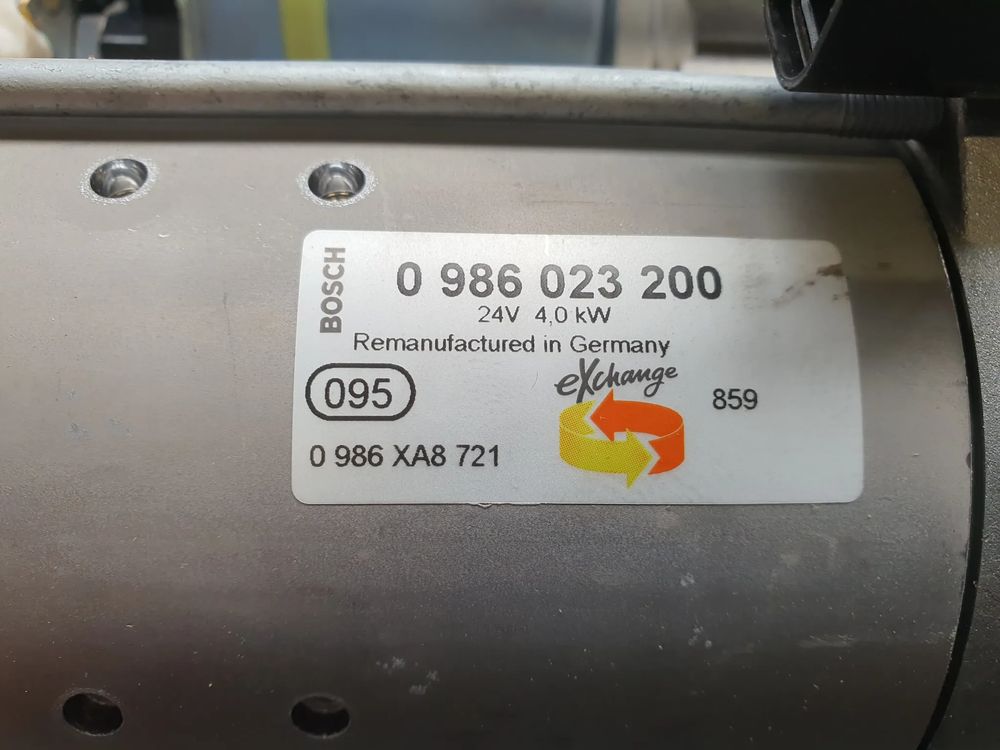 BOSCH
0 986 023 200
24V 4,0 kW
Remanufactured in Germany
eXchange
095
859
0 986 XA8 721